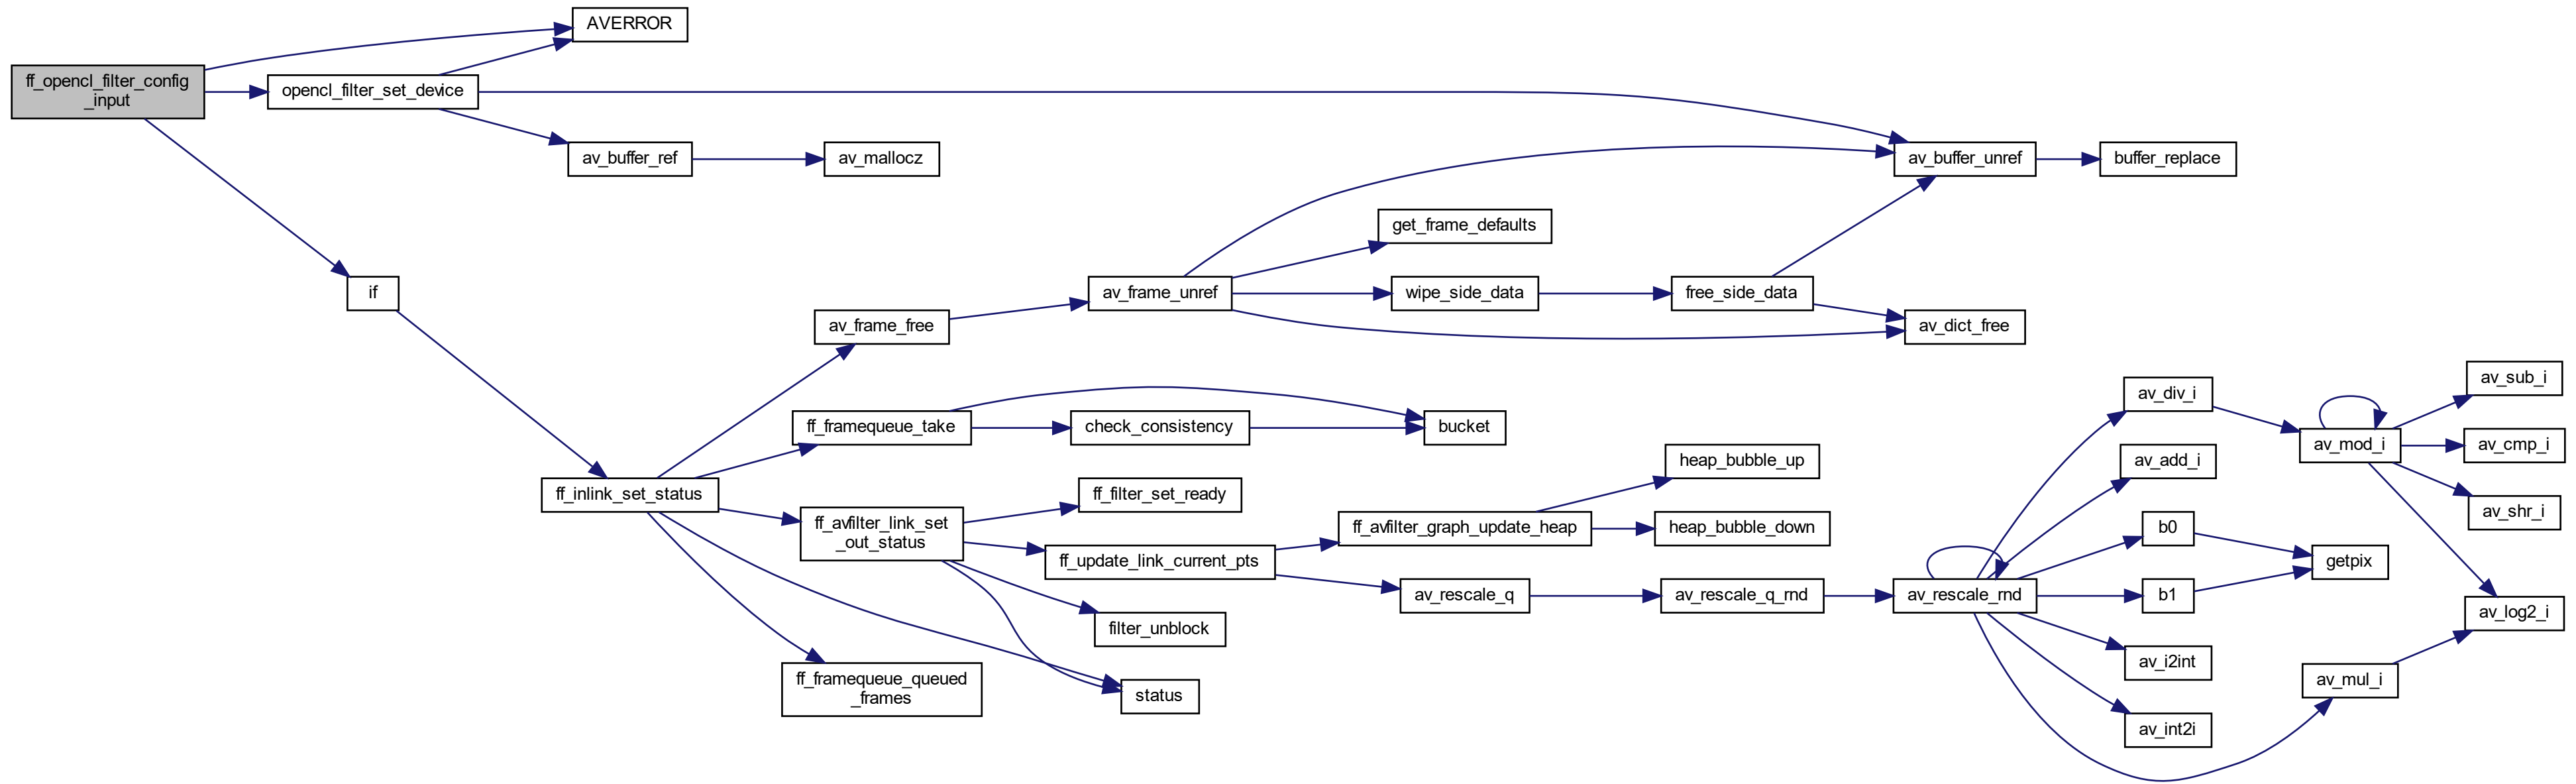 ff_opencl_filter_config
_input
AVERROR
opencl_filter_set_device
av_buffer_ref
av_mallocz
av_buffer_unref
buffer_replace
get_frame_defaults
if
av_frame_free
av_frame_unref
wipe_side_data
free_side_data
av_dict_free
ff_framequeue_take
check_consistency
bucket
ff_inlink_set_status
ff_avfilter_link_set
_out_status
ff_filter_set_ready
ff_update_link_current_pts
ff_avfilter_graph_update_heap
heap_bubble_up
heap_bubble_down
av_rescale_q
av_rescale_q_rnd
av_rescale_rnd
filter_unblock
ff_framequeue_queued
_frames
status
av_div_i
av_add_i
b0
b1
av_i2int
av_int2i
av_mod_i
av_sub_i
av_cmp_i
av_shr_i
getpix
av_log2_i
av_mul_i